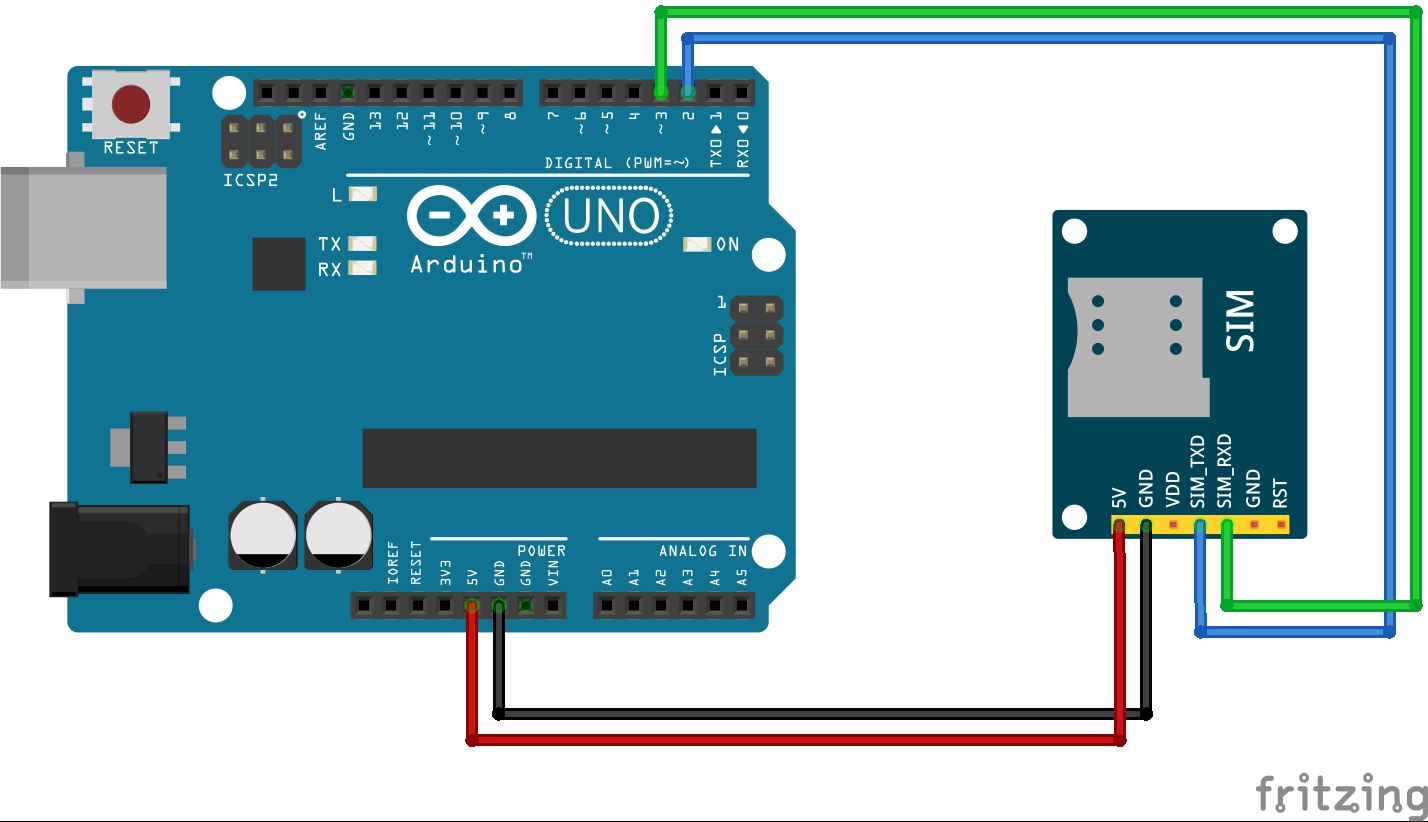 RESET
ICSP2
AREF
GND
13
12
~11
~10
~9
8
7
~6
~5
4
~3
2
TX0▶1
RX0◀0
DIGITAL (PWM=~)
L
TX
RX
UNO
Arduino™
ON
1
ICSP
SIM
5V
GND
VDD
SIM_TXD
SIM_RXD
GND
RST
POWER
ANALOG IN
IOREF
RESET
3V3
5V
GND
GND
VIN
A0
A1
A2
A3
A4
A5
fritzing